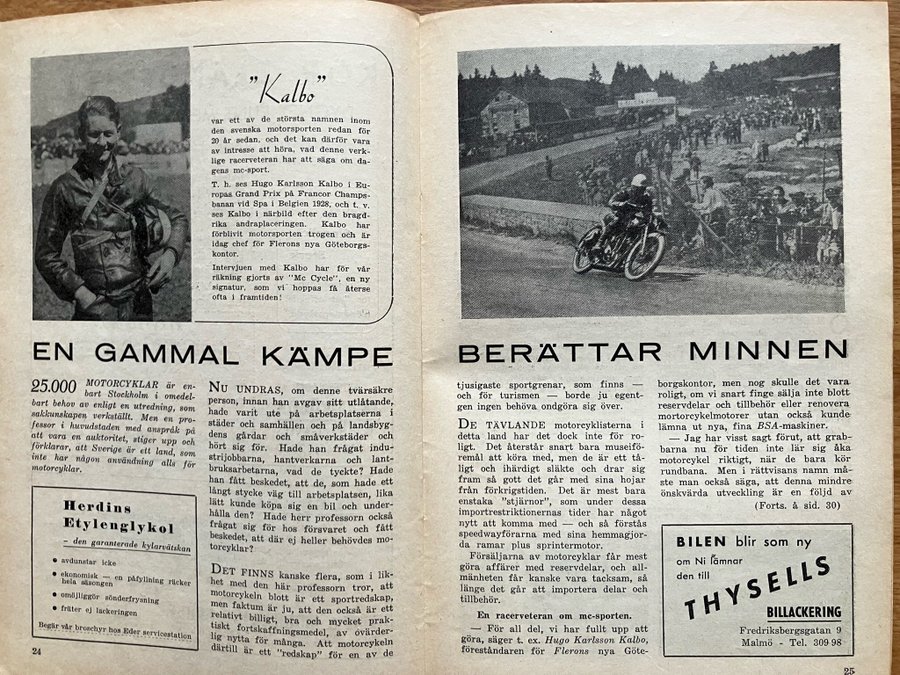 "Kalbo"
var ett av de största namnen inom
den svenska motorsporten redan för
20 år sedan, och det kan därför vara
av intresse att höra, vad denne verk-
lige racerveteran har att säga om da-
gens mc-sport.
T. h. ses Hugo Karlsson Kalbo i Eu-
ropas Grand Prix på Francor Champs-
banan vid Spa i Belgien 1928, och t. v.
ses Kalbo i närbild efter den bragd-
rika andraplaceringen. Kalbo har
förblivit motorsporten trogen och är
idag chef för Flerons nya Göteborgs-
kontor.
Intervjuen med Kalbo har för vår
räkning gjorts av "Mc Cycle", en ny
signatur, som vi hoppas få återse
ofta i framtiden!
EN GAMMAL KÄMPE
25.000 MOTORCYKLAR är en-
bart Stockholm i omedel-
bart behov av enligt en utredning, som
sakkunskapen verkställt. Men en pro-
fessor i huvudstaden med anspråk på
att vara en auktoritet, stiger upp och
förklarar, att Sverige är ett land, som
inte har någon användning alls för
motorcyklar.
Herdins
Etylenglykol
– den garanterade kylarvätskan
• avdunstar icke
• ekonomisk — en påfyllning räcker
hela säsongen
• omöjliggör sönderfrysning
• fräter ej lackeringen
Begär vår broschyr hos Eder servicestation
24
NU UNDRAS, om denne tvärsäkre
person, innan han avgav sitt utlåtande,
hade varit ute på arbetsplatserna i
städer och samhällen och på landsbyg-
dens gårdar och småverkstäder och
hört sig för. Hade han frågat indu-
strijobbarna, hantverkarna och lant-
bruksarbetarna, vad de tyckte? Hade
han fått beskedet, att de, som hade ett
långt stycke väg till arbetsplatsen, lika
lätt kunde köpa sig en bil och under-
hålla den? Hade herr professorn också
frågat sig för hos försvaret och fått
beskedet, att där ej heller behövdes mo-
torcyklar?
DET FINNS kanske flera, som i lik-
het med den här professorn tror, att
motorcykeln blott är ett sportredskap,
men faktum är ju, att den också är ett
relativt billigt, bra och mycket prak-
tiskt fortskaffningsmedel, av ovärder-
lig nytta för många. Att motorcykeln
därtill är ett "redskap" för en av de
BERÄTTAR MINNEN
tjusigaste sportgrenar, som finns —
och för turismen — borde ju egent-
gen ingen behöva ondgöra sig över.
DE TÄVLANDE motorcyklisterna i
detta land har det dock inte för ro-
ligt. Det återstår snart bara museiföre-
mål att köra med, men de är ett tå-
ligt och ihärdigt släkte och drar sig
fram så gott det går med sina hojar
från förkrigstiden. Det är mest bara
enstaka "stjärnor", som under dessa
importrestriktionernas tider har något
nytt att komma med — och så förstås
speedwayförarna med sina hemmagjor-
da ramar plus sprintermotor.
Försäljarna av motorcyklar får mest
göra affärer med reservdelar, och all-
mänheten får kanske vara tacksam, så
länge det går att importera delar och
tillbehör.
En racerveteran om mc-sporten.
— För all del, vi har fullt upp att
göra, säger t. ex. Hugo Karlsson Kalbo,
föreståndaren för Flerons nya Göte-
borgskontor, men nog skulle det vara
roligt, om vi snart finge sälja inte blott
reservdelar och tillbehör eller renovera
motorcykelmotorer utan också kunde
lämna ut nya, fina BSA-maskiner.
— Jag har visst sagt förut, att grab-
barna nu för tiden inte lär sig åka
motorcykel riktigt, när de bara kör
rundbana. Men i rättvisans namn må-
ste man också säga, att denna mindre
önskvärda utveckling är en följd av
(Forts. å sid. 30)
BILEN blir som ny
om Ni lämnar
den till
THYSELLS
BILLACKERING
Fredriksbergsgatan 9
Malmö - Tel. 309 98
25